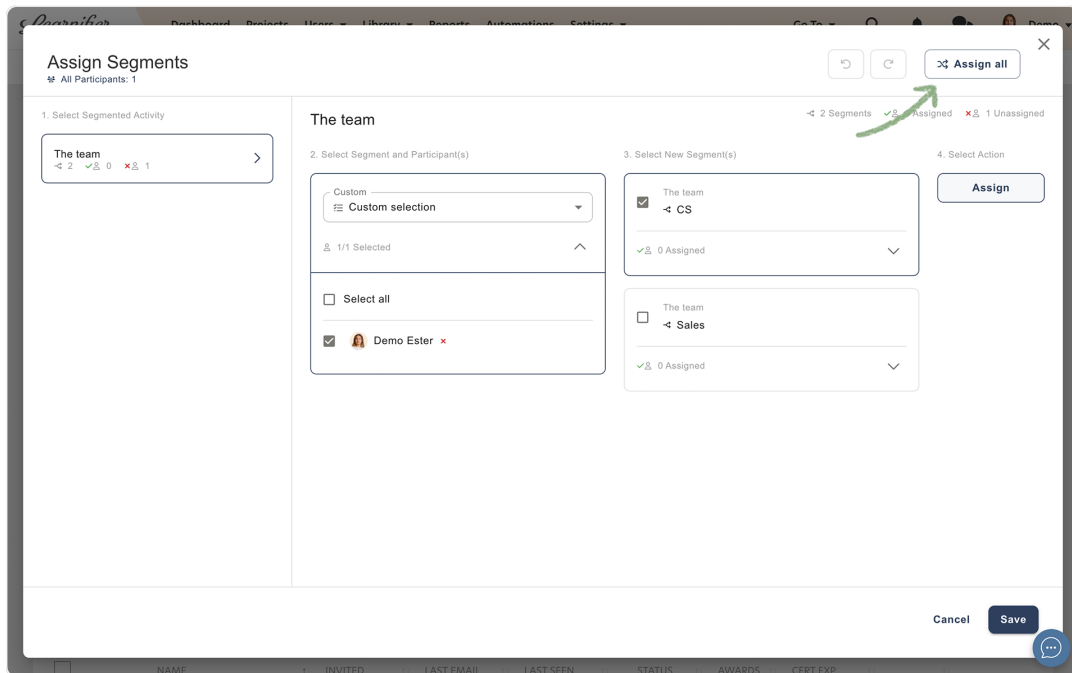 Learnifier Dashboard Projects Users Library Reports Automations Settings Go To Demo
Assign Segments
All Participants: 1
Assign all
1. Select Segmented Activity
The team
2 0 1
The team
2 Segments Assigned 1 Unassigned
2. Select Segment and Participant(s)
Custom
Custom selection
1/1 Selected
Select all
Demo Ester
3. Select New Segment(s)
The team
CS
0 Assigned
The team
Sales
0 Assigned
4. Select Action
Assign
Cancel
Save
NAME INVITED LAST EMAIL LAST SEEN STATUS AWARDS CERT EXP